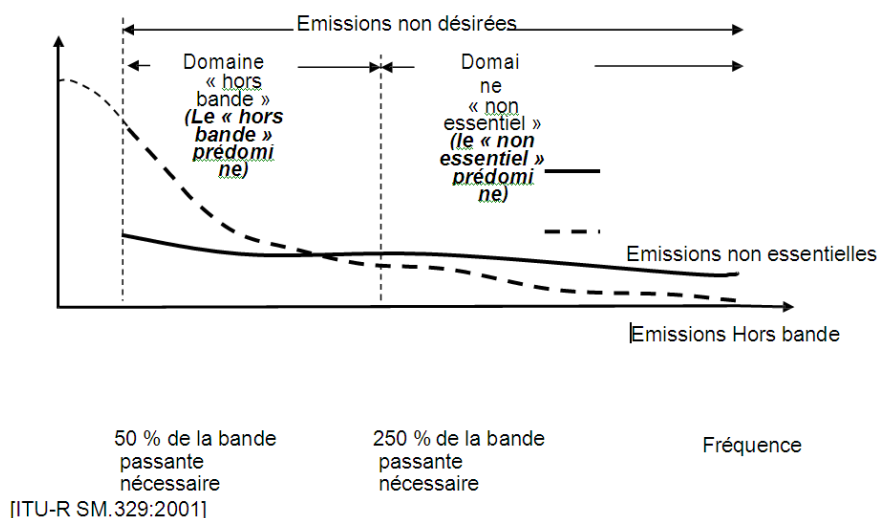 Emissions non désirées
Domaine
« hors
bande »
(Le « hors
bande »
prédomi
ne)
Domai
ne
« non
essentiel »
(le « non
essentiel »
prédomi
ne)
Emissions non essentielles
Emissions Hors bande
50 % de la bande
passante
nécessaire
250 % de la bande
passante
nécessaire
Fréquence
[ITU-R SM.329:2001]